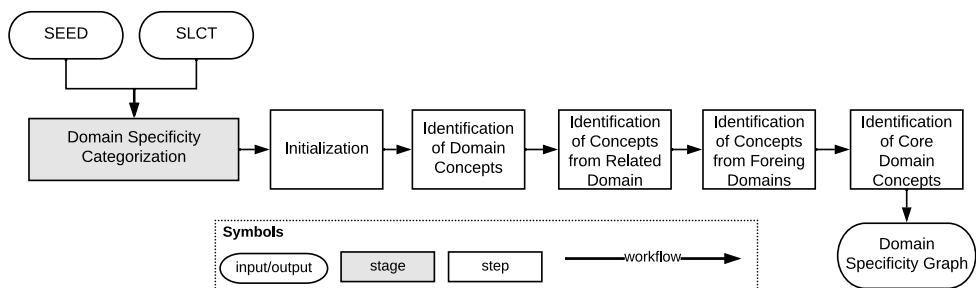 SEED
SLCT
Domain Specificity
Categorization
Initialization
Identification
of Domain
Concepts
Identification
of Concepts
from Related
Domain
Identification
of Concepts
from Foreing
Domains
Identification
of Core
Domain
Concepts
Domain
Specificity Graph
Symbols
input/output
stage
step
workflow